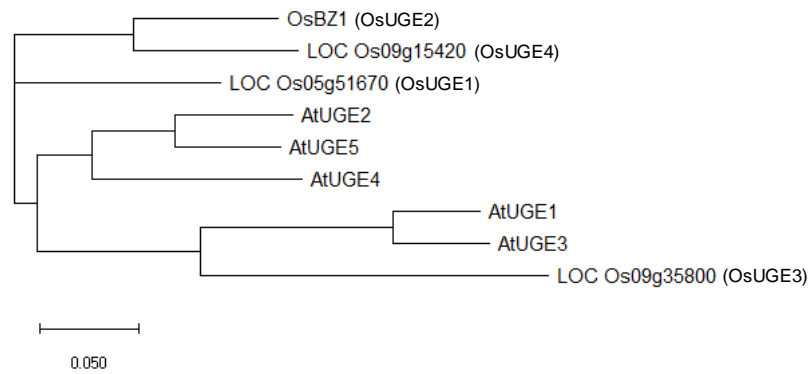 OsBZ1 (OsUGE2)
LOC Os09g15420 (OsUGE4)
LOC Os05g51670 (OsUGE1)
AtUGE2
AtUGE5
AtUGE4
AtUGE1
AtUGE3
LOC Os09g35800 (OsUGE3)
0.050